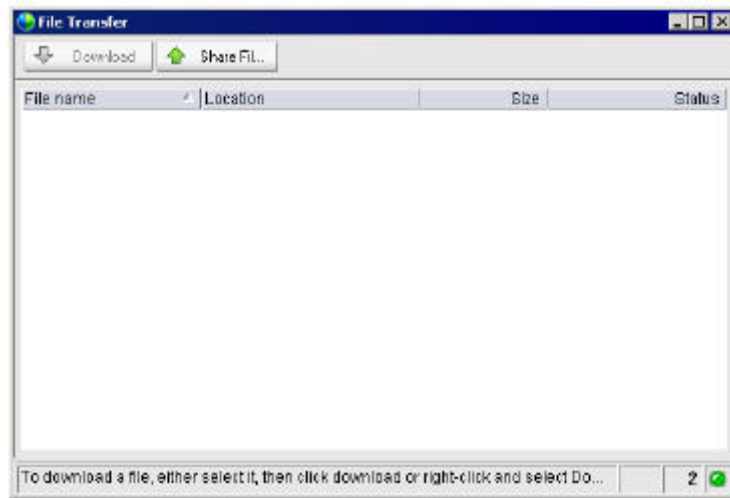 File Transfer
Download Share Fil...
File name Location Size Status
To download a file, either select it, then click download or right-click and select Do... 2